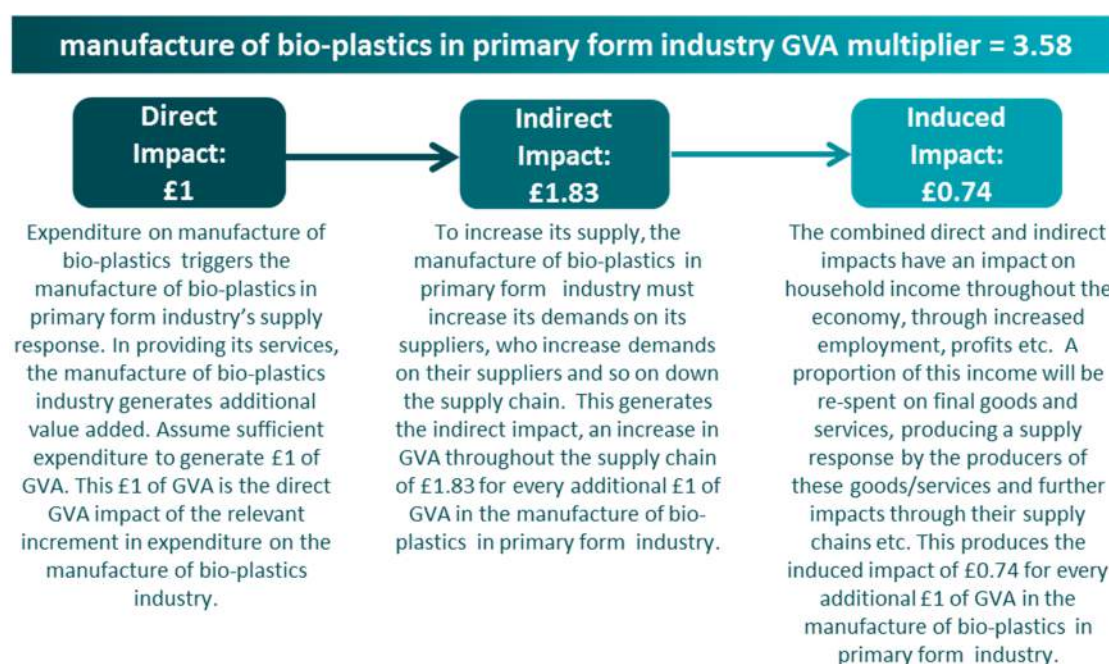 manufacture of bio-plastics in primary form industry GVA multiplier = 3.58
Direct
Impact:
£1
Indirect
Impact:
£1.83
Induced
Impact:
£0.74
Expenditure on manufacture of
bio-plastics triggers the
manufacture of bio-plastics in
primary form industry's supply
response. In providing its services,
the manufacture of bio-plastics
industry generates additional
value added. Assume sufficient
expenditure to generate £1 of
GVA. This £1 of GVA is the direct
GVA impact of the relevant
increment in expenditure on the
manufacture of bio-plastics
industry.
To increase its supply, the
manufacture of bio-plastics in
primary form industry must
increase its demands on its
suppliers, who increase demands
on their suppliers and so on down
the supply chain. This generates
the indirect impact, an increase in
GVA throughout the supply chain
of £1.83 for every additional £1 of
GVA in the manufacture of bio-
plastics in primary form industry.
The combined direct and indirect
impacts have an impact on
household income throughout the
economy, through increased
employment, profits etc. A
proportion of this income will be
re-spent on final goods and
services, producing a supply
response by the producers of
these goods/services and further
impacts through their supply
chains etc. This produces the
induced impact of £0.74 for every
additional £1 of GVA in the
manufacture of bio-plastics in
primary form industry.